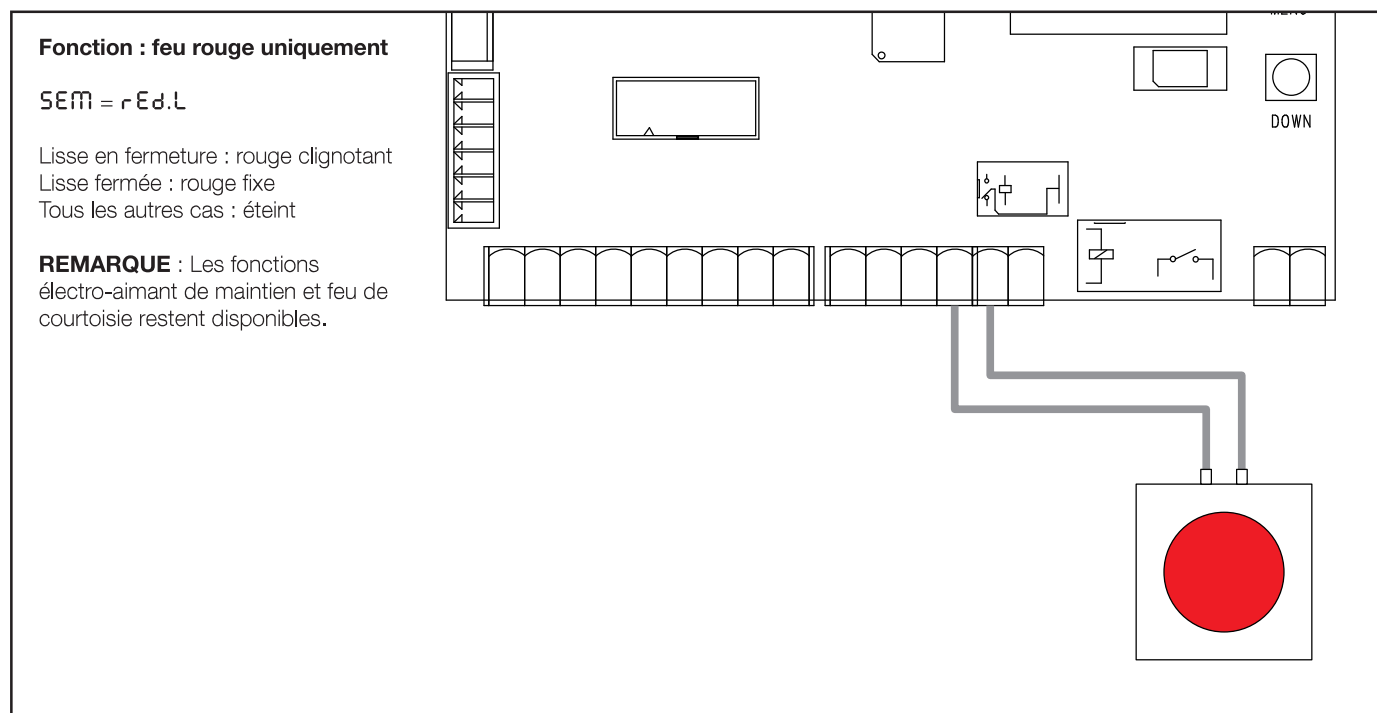 Fonction : feu rouge uniquement
SEM = rEd.L
Lisse en fermeture : rouge clignotant
Lisse fermée : rouge fixe
Tous les autres cas : éteint
REMARQUE : Les fonctions
électro-aimant de maintien et feu de
courtoisie restent disponibles.
DOWN